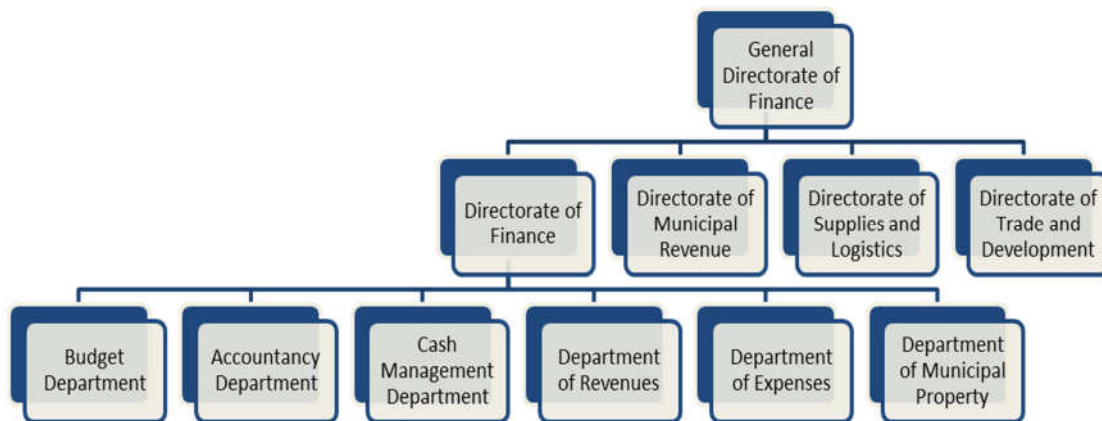 General
Directorate of
Finance
Directorate of
Finance
Directorate of
Municipal
Revenue
Directorate of
Supplies and
Logistics
Directorate of
Trade and
Development
Budget
Department
Accountancy
Department
Cash
Management
Department
Department
of Revenues
Department
of Expenses
Department
of Municipal
Property